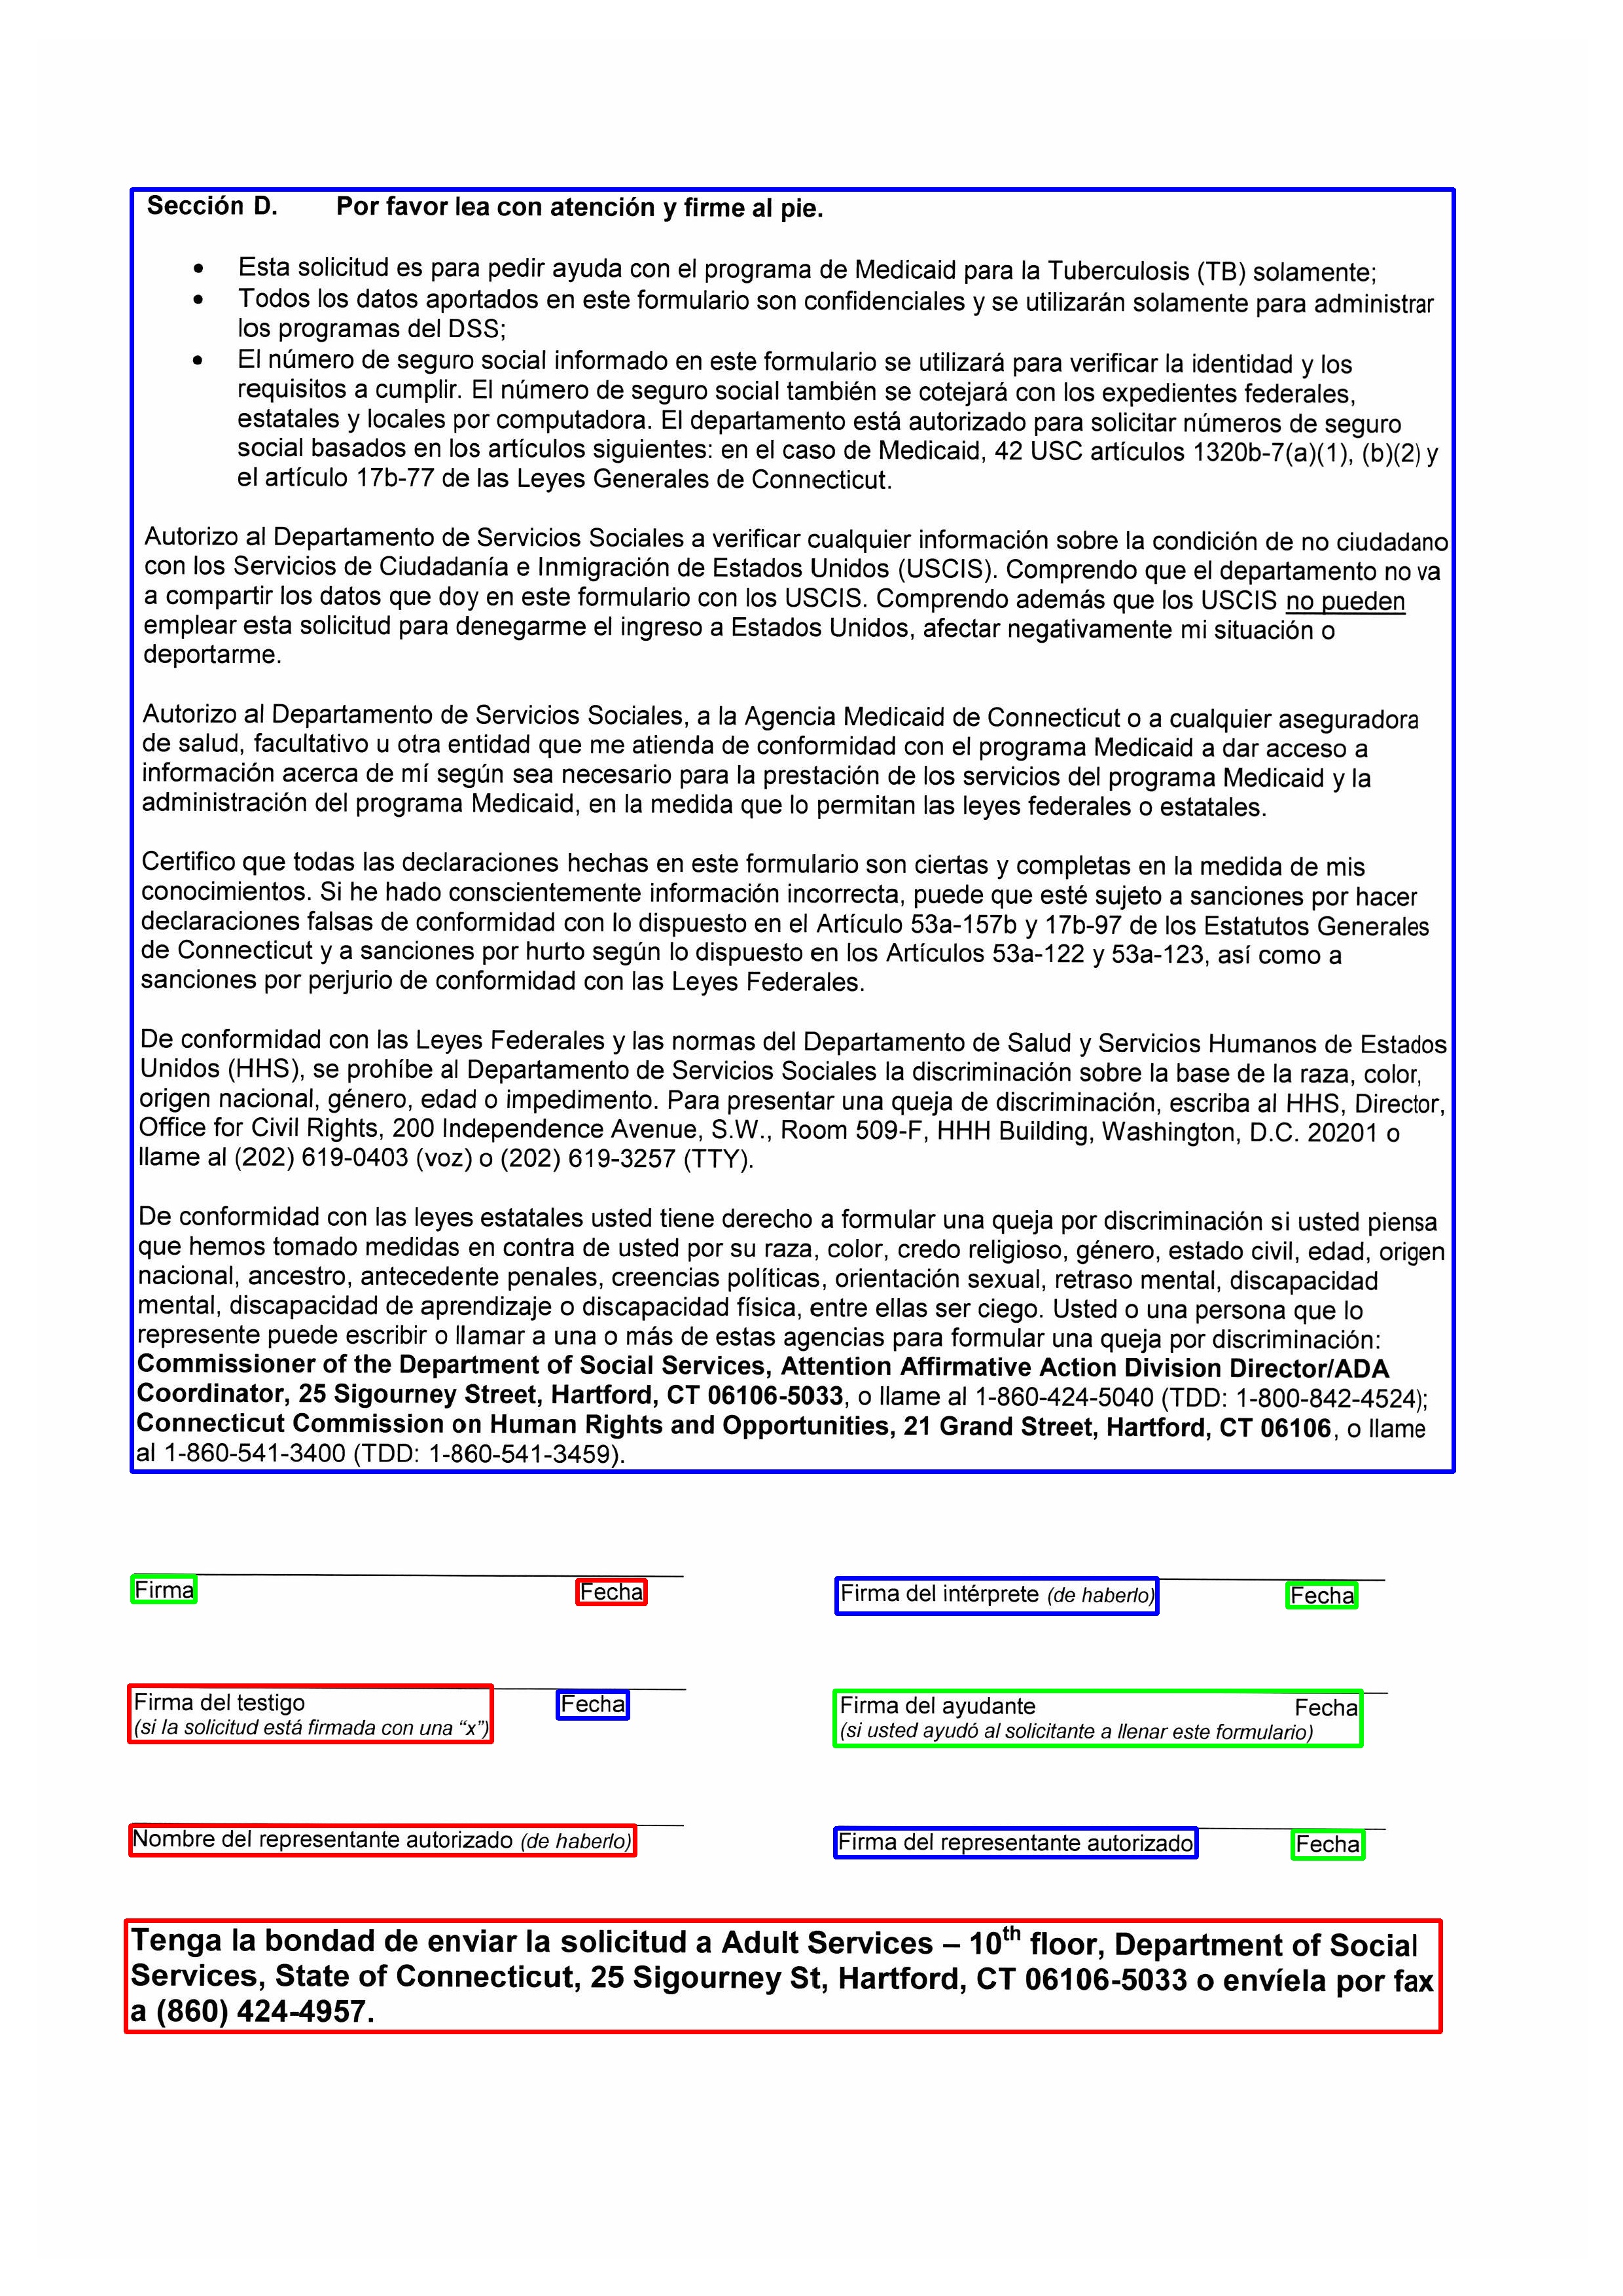 Sección D. Por favor lea con atención y firme al pie.
• Esta solicitud es para pedir ayuda con el programa de Medicaid para la Tuberculosis (TB) solamente;
• Todos los datos aportados en este formulario son confidenciales y se utilizarán solamente para administrar
los programas del DSS;
• El número de seguro social informado en este formulario se utilizará para verificar la identidad y los
requisitos a cumplir. El número de seguro social también se cotejará con los expedientes federales,
estatales y locales por computadora. El departamento está autorizado para solicitar números de seguro
social basados en los artículos siguientes: en el caso de Medicaid, 42 USC artículos 1320b-7(a)(1), (b)(2) y
el artículo 17b-77 de las Leyes Generales de Connecticut.
Autorizo al Departamento de Servicios Sociales a verificar cualquier información sobre la condición de no ciudadano
con los Servicios de Ciudadanía e Inmigración de Estados Unidos (USCIS). Comprendo que el departamento no va
a compartir los datos que doy en este formulario con los USCIS. Comprendo además que los USCIS no pueden
emplear esta solicitud para denegarme el ingreso a Estados Unidos, afectar negativamente mi situación o
deportarme.
Autorizo al Departamento de Servicios Sociales, a la Agencia Medicaid de Connecticut o a cualquier aseguradora
de salud, facultativo u otra entidad que me atienda de conformidad con el programa Medicaid a dar acceso a
información acerca de mí según sea necesario para la prestación de los servicios del programa Medicaid y la
administración del programa Medicaid, en la medida que lo permitan las leyes federales o estatales.
Certifico que todas las declaraciones hechas en este formulario son ciertas y completas en la medida de mis
conocimientos. Si he hado conscientemente información incorrecta, puede que esté sujeto a sanciones por hacer
declaraciones falsas de conformidad con lo dispuesto en el Artículo 53a-157b y 17b-97 de los Estatutos Generales
de Connecticut y a sanciones por hurto según lo dispuesto en los Artículos 53a-122 y 53a-123, así como a
sanciones por perjurio de conformidad con las Leyes Federales.
De conformidad con las Leyes Federales y las normas del Departamento de Salud y Servicios Humanos de Estados
Unidos (HHS), se prohíbe al Departamento de Servicios Sociales la discriminación sobre la base de la raza, color,
origen nacional, género, edad o impedimento. Para presentar una queja de discriminación, escriba al HHS, Director,
Office for Civil Rights, 200 Independence Avenue, S.W., Room 509-F, HHH Building, Washington, D.C. 20201 o
llame al (202) 619-0403 (voz) o (202) 619-3257 (TTY).
De conformidad con las leyes estatales usted tiene derecho a formular una queja por discriminación si usted piensa
que hemos tomado medidas en contra de usted por su raza, color, credo religioso, género, estado civil, edad, origen
nacional, ancestro, antecedente penales, creencias políticas, orientación sexual, retraso mental, discapacidad
mental, discapacidad de aprendizaje o discapacidad física, entre ellas ser ciego. Usted o una persona que lo
represente puede escribir o llamar a una o más de estas agencias para formular una queja por discriminación:
Commissioner of the Department of Social Services, Attention Affirmative Action Division Director/ADA
Coordinator, 25 Sigourney Street, Hartford, CT 06106-5033, o llame al 1-860-424-5040 (TDD: 1-800-842-4524);
Connecticut Commission on Human Rights and Opportunities, 21 Grand Street, Hartford, CT 06106, o llame
al 1-860-541-3400 (TDD: 1-860-541-3459).
Firma Fecha Firma del intérprete (de haberlo) Fecha
Firma del testigo Fecha Firma del ayudante Fecha
(si la solicitud está firmada con una “x”) (si usted ayudó al solicitante a llenar este formulario)
Nombre del representante autorizado (de haberlo) Firma del representante autorizado Fecha
Tenga la bondad de enviar la solicitud a Adult Services – 10th floor, Department of Social
Services, State of Connecticut, 25 Sigourney St, Hartford, CT 06106-5033 o envíela por fax
a (860) 424-4957.